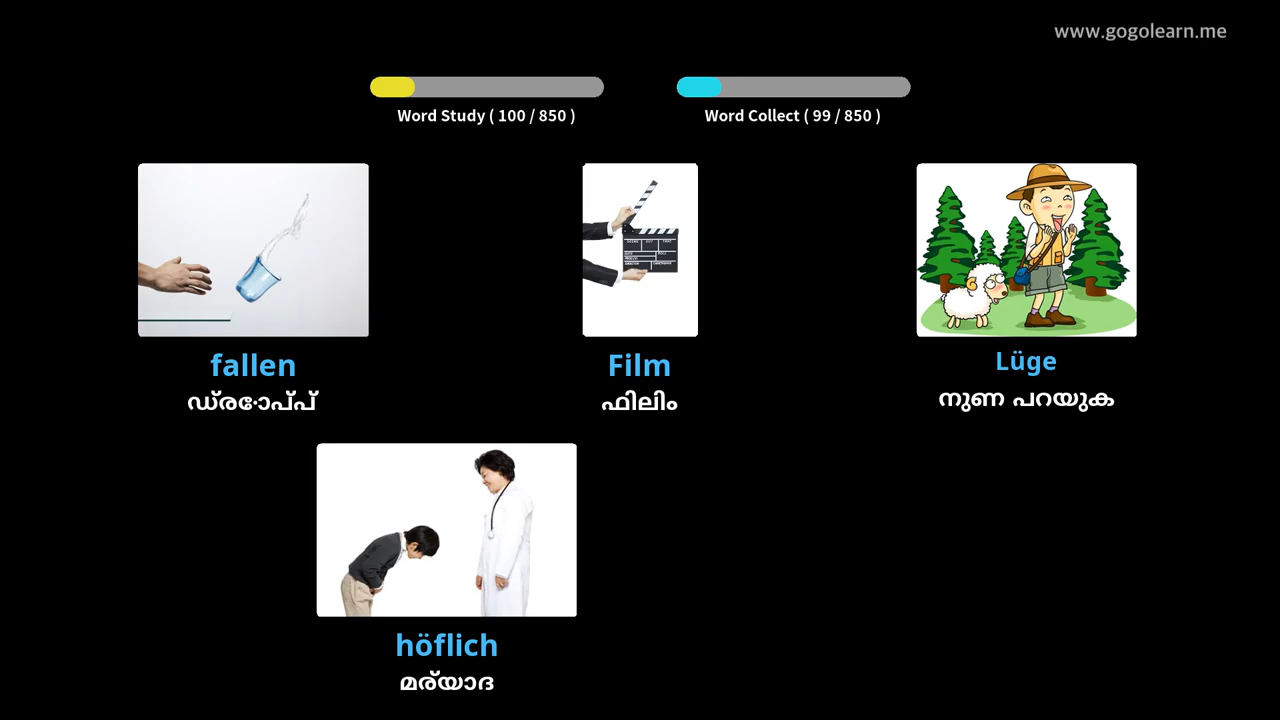 www.gogolearn.me
Word Study ( 100 / 850 )
Word Collect ( 99 / 850 )
fallen
ഡ്രോപ്പ്
Film
ഫിലിം
Lüge
നുണ പറയുക
höflich
മര്യാദ